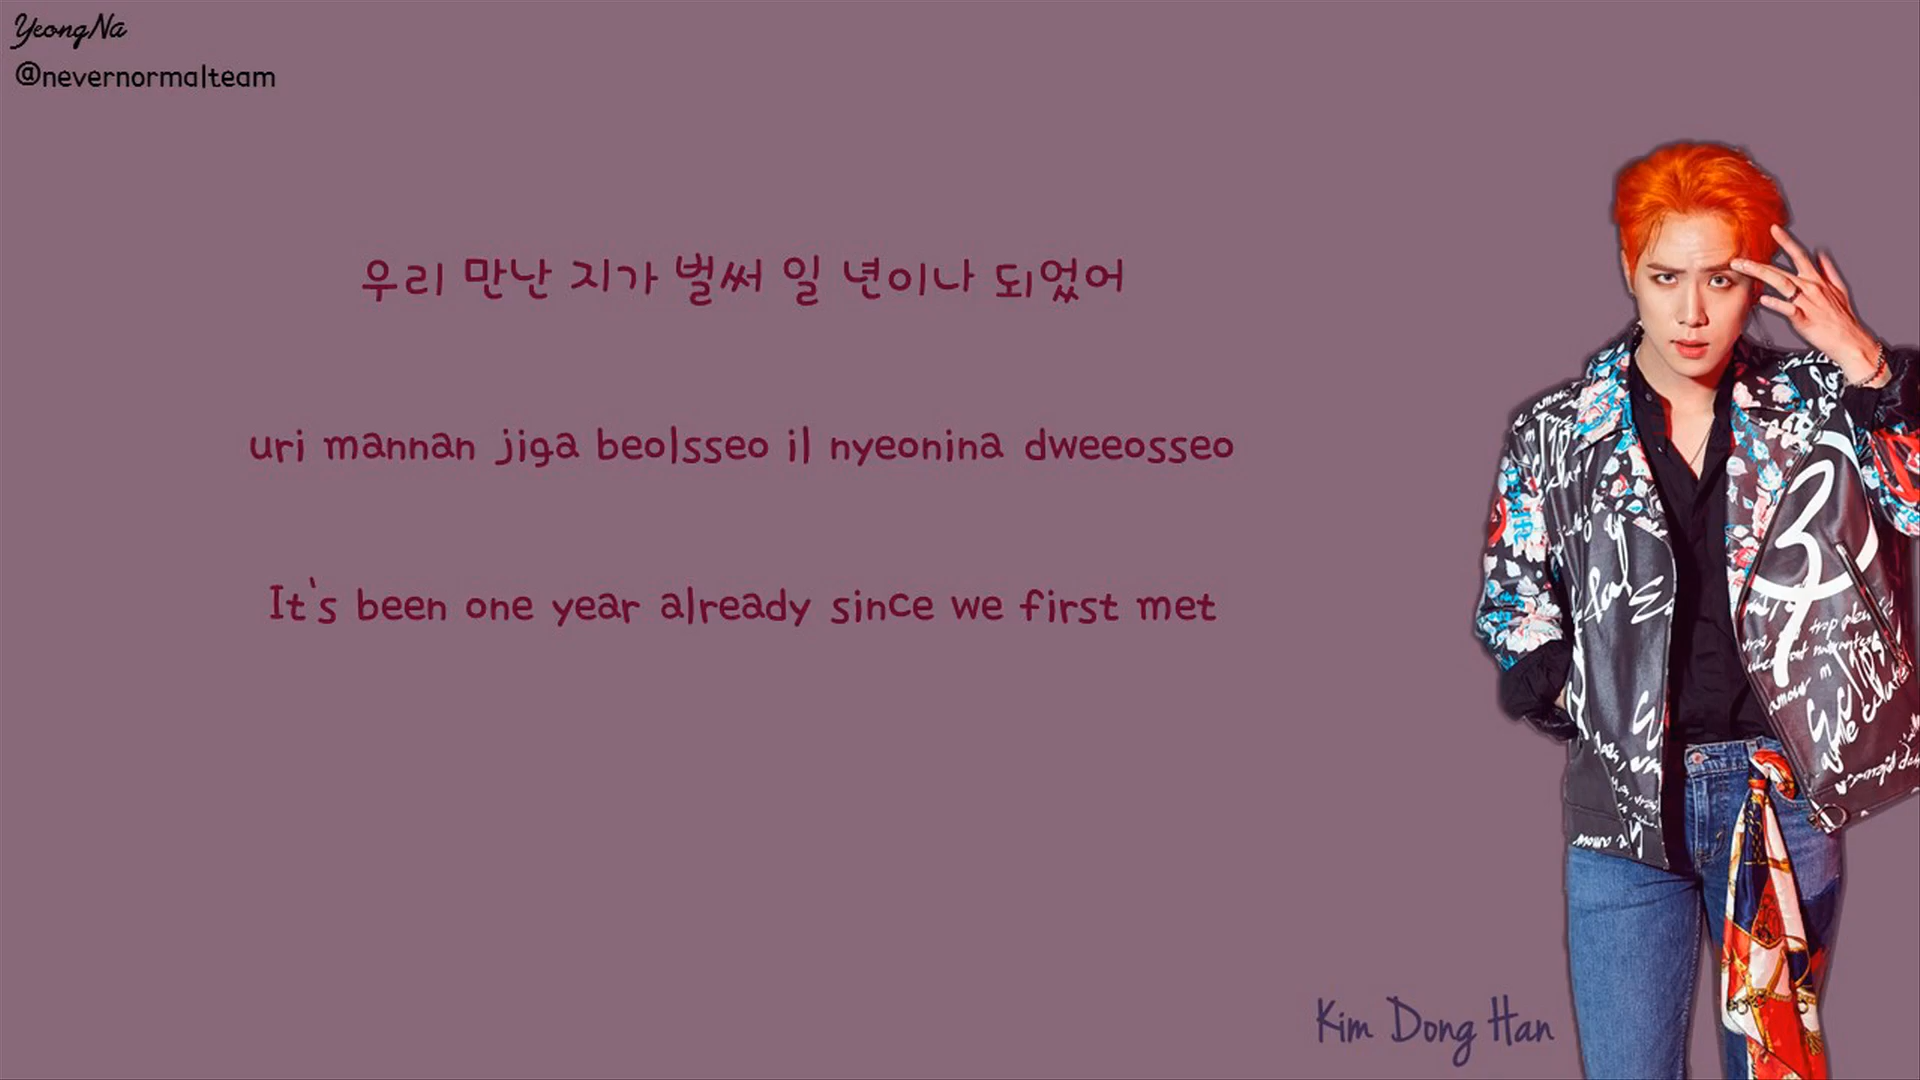 YeongNa
@nevernormalteam
우리 만난 지가 벌써 일 년이나 되었어
uri mannan jiga beolsseo il nyeonina dweeosseo
It's been one year already since we first met
Kim Dong Han